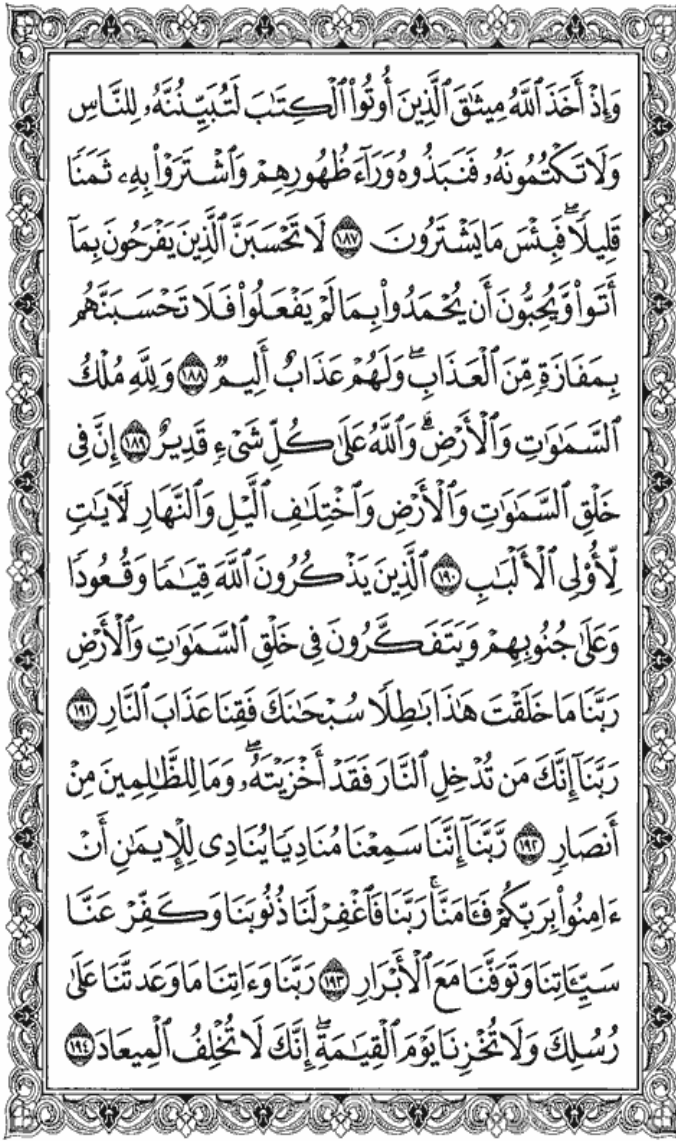 وَإِذْ أَخَذَ ٱللَّهُ مِيثَٰقَ ٱلَّذِينَ أُوتُوا۟ ٱلْكِتَٰبَ لَتُبَيِّنُنَّهُۥ لِلنَّاسِ
وَلَا تَكْتُمُونَهُۥ فَنَبَذُوهُ وَرَآءَ ظُهُورِهِمْ وَٱشْتَرَوْا۟ بِهِۦ ثَمَنًا
قَلِيلًا ۖ فَبِئْسَ مَا يَشْتَرُونَ ١٨٧ لَا تَحْسَبَنَّ ٱلَّذِينَ يَفْرَحُونَ بِمَآ
أَتَوا۟ وَّيُحِبُّونَ أَن يُحْمَدُوا۟ بِمَا لَمْ يَفْعَلُوا۟ فَلَا تَحْسَبَنَّهُم
بِمَفَازَةٍ مِّنَ ٱلْعَذَابِ ۖ وَلَهُمْ عَذَابٌ أَلِيمٌ ١٨٨ وَلِلَّهِ مُلْكُ
ٱلسَّمَٰوَٰتِ وَٱلْأَرْضِ ۗ وَٱللَّهُ عَلَىٰ كُلِّ شَىْءٍ قَدِيرٌ ١٨٩ إِنَّ فِى
خَلْقِ ٱلسَّمَٰوَٰتِ وَٱلْأَرْضِ وَٱخْتِلَٰفِ ٱلَّيْلِ وَٱلنَّهَارِ لَءَايَٰتٍ
لِّأُو۟لِى ٱلْأَلْبَٰبِ ١٩٠ ٱلَّذِينَ يَذْكُرُونَ ٱللَّهَ قِيَٰمًا وَقُعُودًا
وَعَلَىٰ جُنُوبِهِمْ وَيَتَفَكَّرُونَ فِى خَلْقِ ٱلسَّمَٰوَٰتِ وَٱلْأَرْضِ
رَبَّنَا مَا خَلَقْتَ هَٰذَا بَٰطِلًا سُبْحَٰنَكَ فَقِنَا عَذَابَ ٱلنَّارِ ١٩١
رَبَّنَآ إِنَّكَ مَن تُدْخِلِ ٱلنَّارَ فَقَدْ أَخْزَيْتَهُۥ ۖ وَمَا لِلظَّٰلِمِينَ مِنْ
أَنصَارٍ ١٩٢ رَّبَّنَآ إِنَّنَا سَمِعْنَا مُنَادِيًا يُنَادِى لِلْإِيمَٰنِ أَنْ
ءَامِنُوا۟ بِرَبِّكُمْ فَـَٔامَنَّا ۚ رَبَّنَا فَٱغْفِرْ لَنَا ذُنُوبَنَا وَكَفِّرْ عَنَّا
سَيِّـَٔاتِنَا وَتَوَفَّنَا مَعَ ٱلْأَبْرَارِ ١٩٣ رَبَّنَا وَءَاتِنَا مَا وَعَدتَّنَا عَلَىٰ
رُسُلِكَ وَلَا تُخْزِنَا يَوْمَ ٱلْقِيَٰمَةِ ۖ إِنَّكَ لَا تُخْلِفُ ٱلْمِيعَادَ ١٩٤